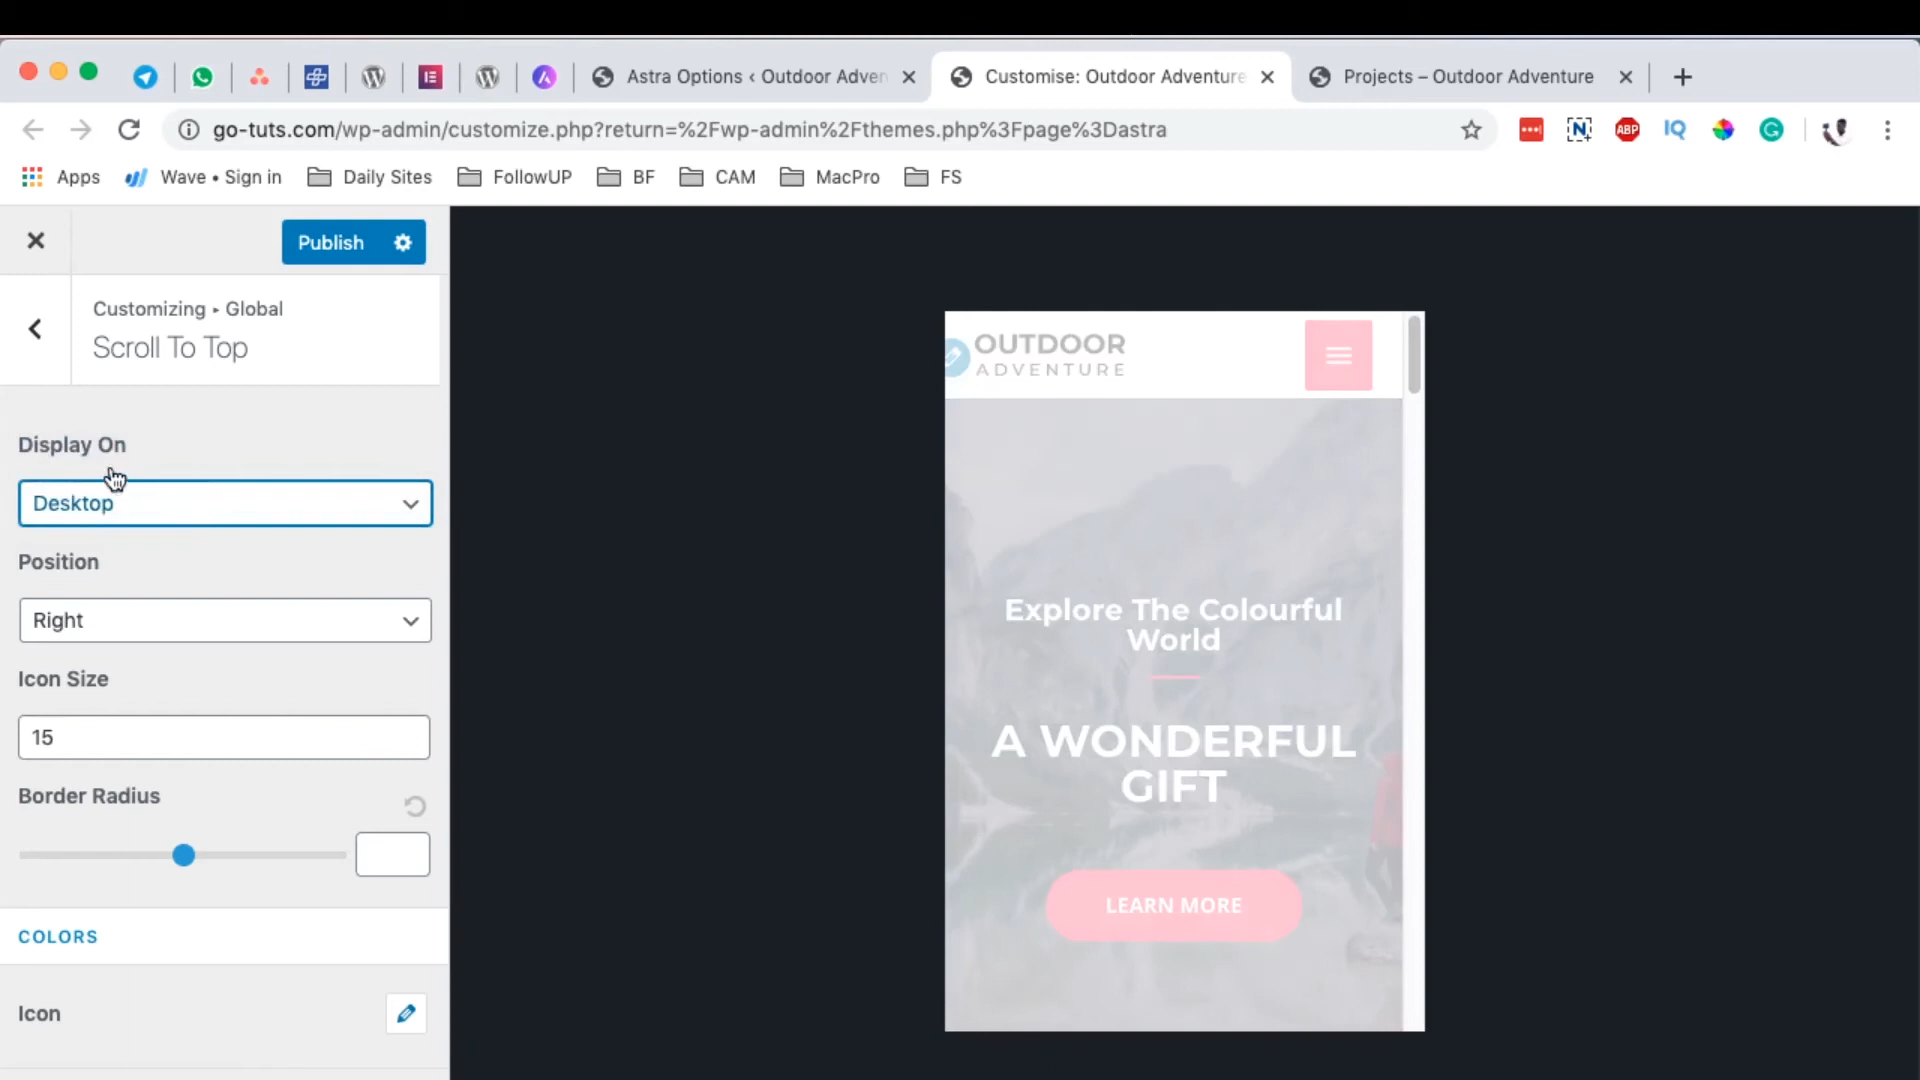 Astra Options ‹ Outdoor Adven
Customise: Outdoor Adventure
Projects – Outdoor Adventure
go-tuts.com/wp-admin/customize.php?return=%2Fwp-admin%2Fthemes.php%3Fpage%3Dastra
N
ABP
IQ
G
Apps
Wave • Sign in
Daily Sites
FollowUP
BF
CAM
MacPro
FS
Publish
Customizing ▸ Global
Scroll To Top
Display On
Desktop
Position
Right
Icon Size
15
Border Radius
COLORS
Icon
OUTDOOR
ADVENTURE
Explore The Colourful
World
A WONDERFUL
GIFT
LEARN MORE